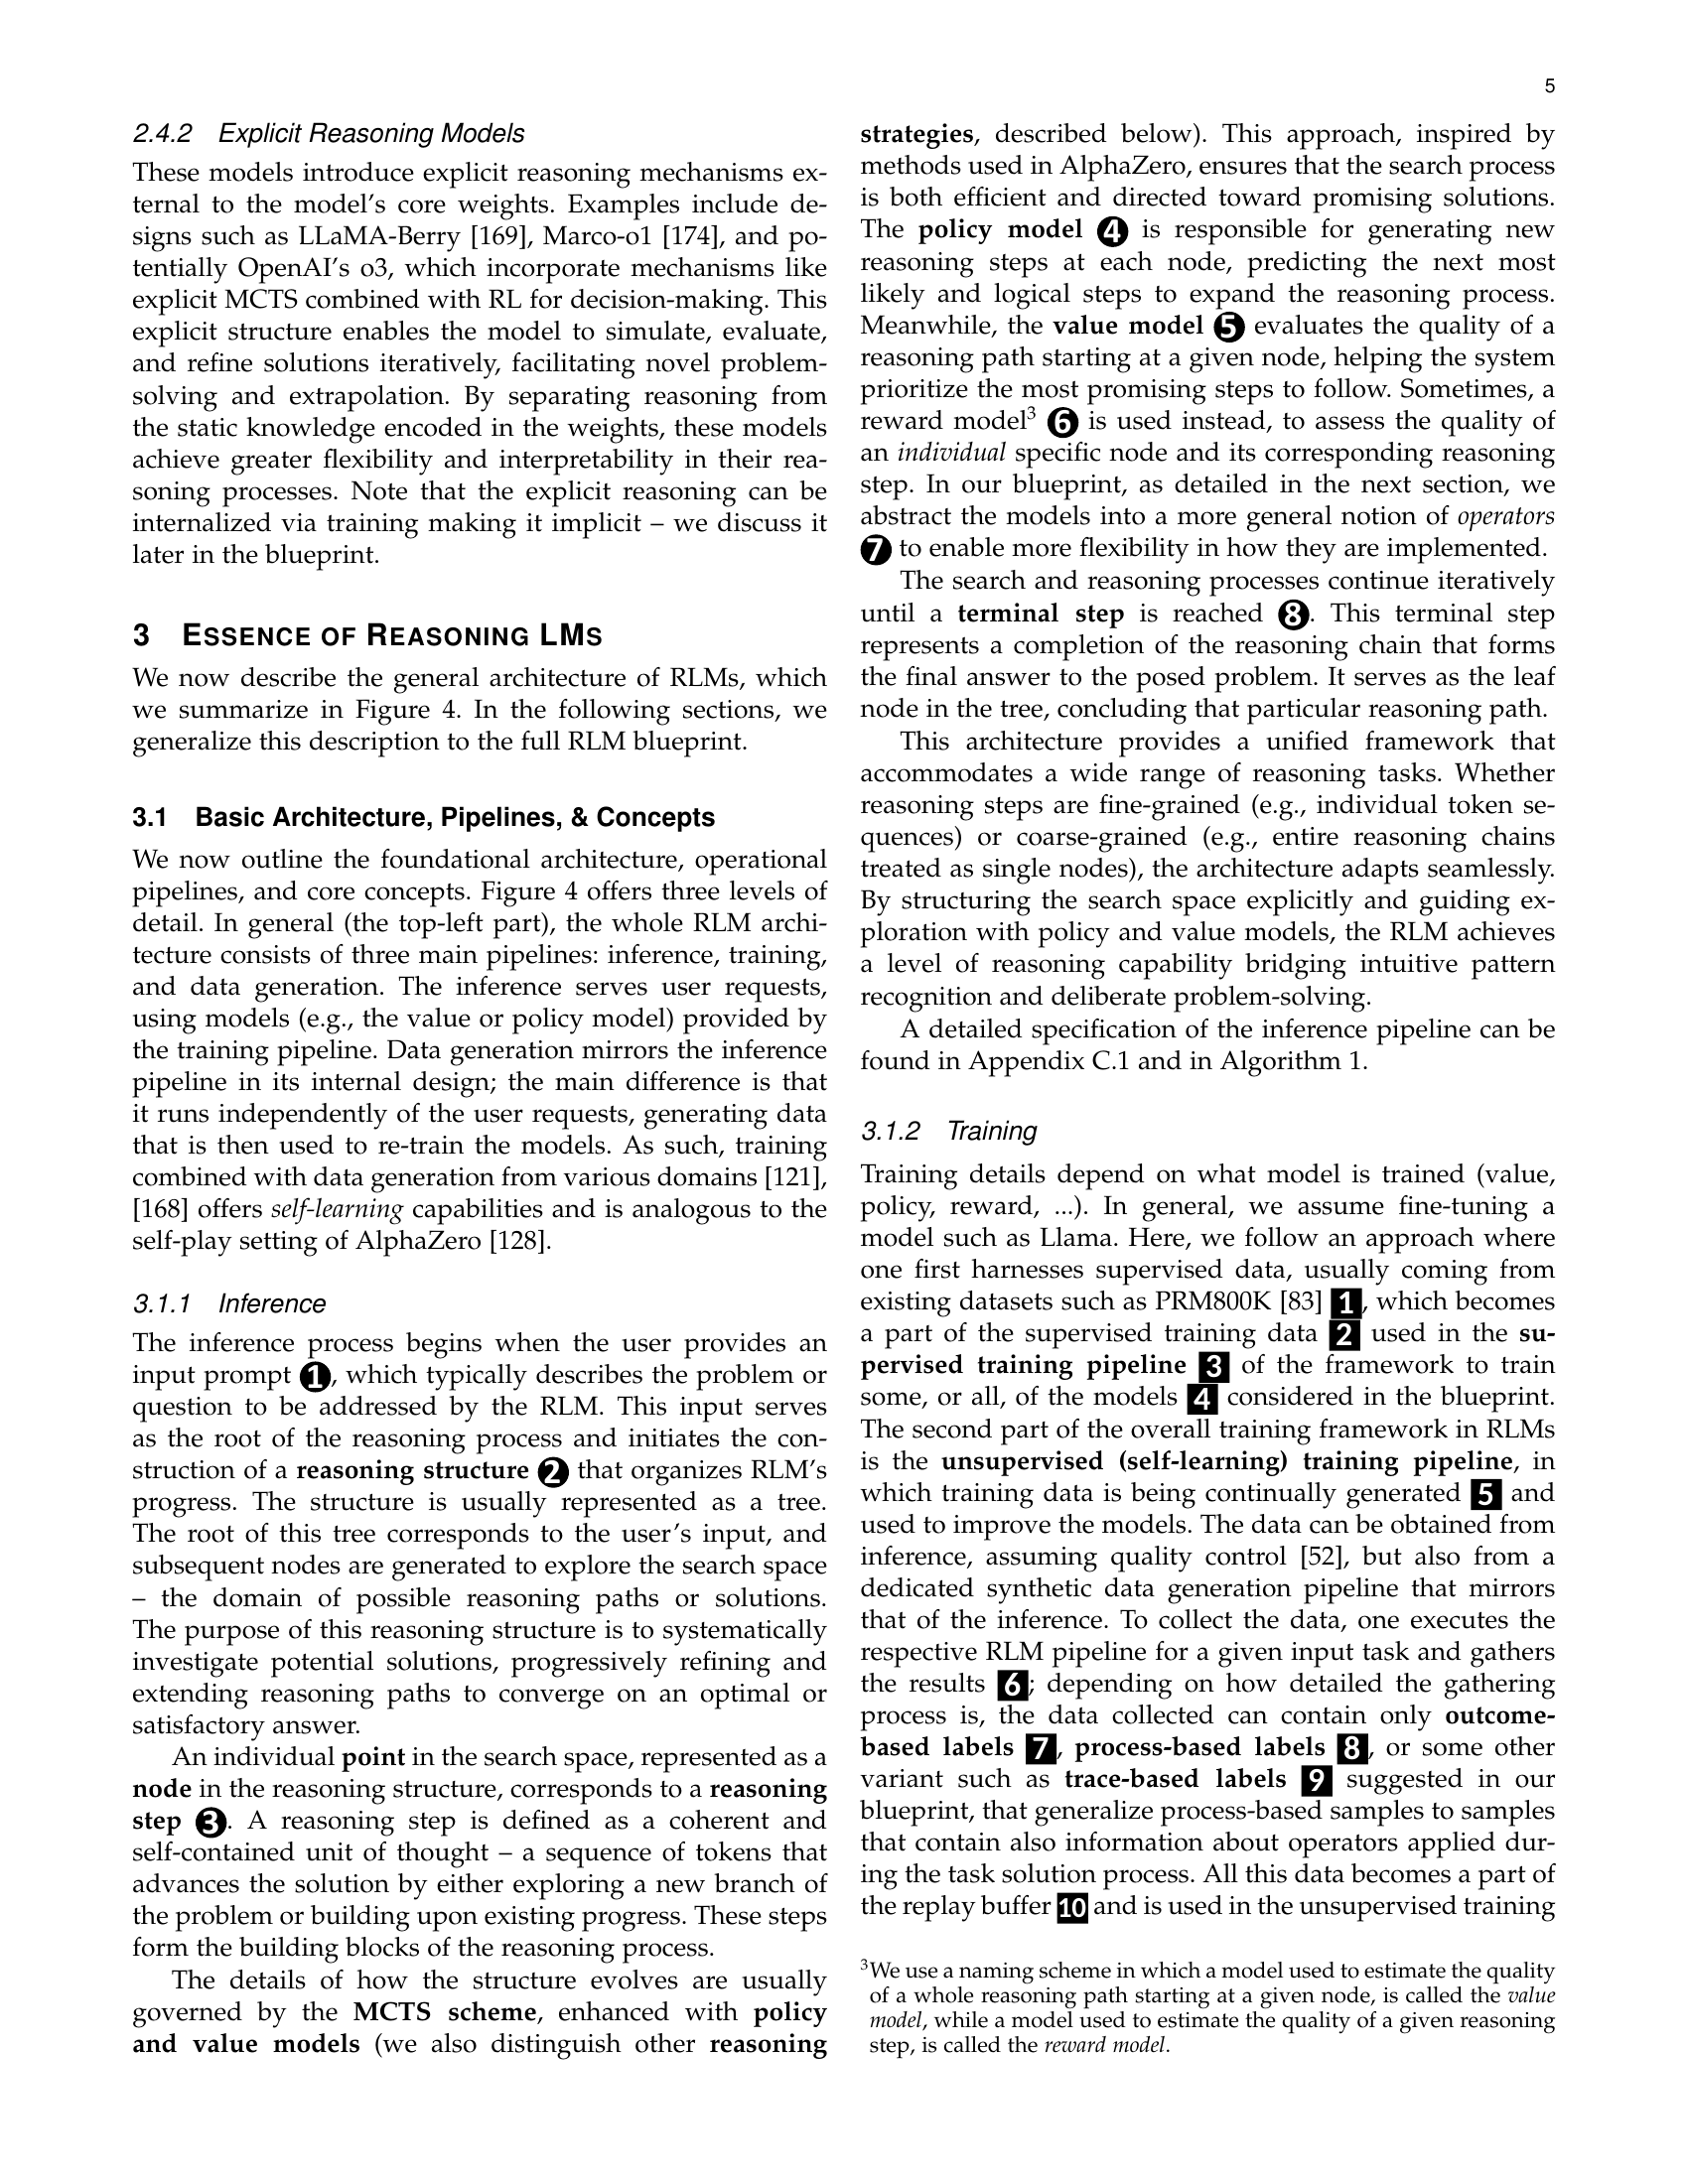 5
2.4.2 Explicit Reasoning Models
These models introduce explicit reasoning mechanisms ex-
ternal to the model's core weights. Examples include de-
signs such as LLaMA-Berry [169], Marco-o1 [174], and po-
tentially OpenAI's o3, which incorporate mechanisms like
explicit MCTS combined with RL for decision-making. This
explicit structure enables the model to simulate, evaluate,
and refine solutions iteratively, facilitating novel problem-
solving and extrapolation. By separating reasoning from
the static knowledge encoded in the weights, these models
achieve greater flexibility and interpretability in their rea-
soning processes. Note that the explicit reasoning can be
internalized via training making it implicit – we discuss it
later in the blueprint.
3 ESSENCE OF REASONING LMS
We now describe the general architecture of RLMs, which
we summarize in Figure 4. In the following sections, we
generalize this description to the full RLM blueprint.
3.1 Basic Architecture, Pipelines, & Concepts
We now outline the foundational architecture, operational
pipelines, and core concepts. Figure 4 offers three levels of
detail. In general (the top-left part), the whole RLM archi-
tecture consists of three main pipelines: inference, training,
and data generation. The inference serves user requests,
using models (e.g., the value or policy model) provided by
the training pipeline. Data generation mirrors the inference
pipeline in its internal design; the main difference is that
it runs independently of the user requests, generating data
that is then used to re-train the models. As such, training
combined with data generation from various domains [121],
[168] offers self-learning capabilities and is analogous to the
self-play setting of AlphaZero [128].
3.1.1 Inference
The inference process begins when the user provides an
input prompt ❶, which typically describes the problem or
question to be addressed by the RLM. This input serves
as the root of the reasoning process and initiates the con-
struction of a reasoning structure ❷ that organizes RLM's
progress. The structure is usually represented as a tree.
The root of this tree corresponds to the user's input, and
subsequent nodes are generated to explore the search space
– the domain of possible reasoning paths or solutions.
The purpose of this reasoning structure is to systematically
investigate potential solutions, progressively refining and
extending reasoning paths to converge on an optimal or
satisfactory answer.
An individual point in the search space, represented as a
node in the reasoning structure, corresponds to a reasoning
step ❸. A reasoning step is defined as a coherent and
self-contained unit of thought – a sequence of tokens that
advances the solution by either exploring a new branch of
the problem or building upon existing progress. These steps
form the building blocks of the reasoning process.
The details of how the structure evolves are usually
governed by the MCTS scheme, enhanced with policy
and value models (we also distinguish other reasoning
strategies, described below). This approach, inspired by
methods used in AlphaZero, ensures that the search process
is both efficient and directed toward promising solutions.
The policy model ❹ is responsible for generating new
reasoning steps at each node, predicting the next most
likely and logical steps to expand the reasoning process.
Meanwhile, the value model ❺ evaluates the quality of a
reasoning path starting at a given node, helping the system
prioritize the most promising steps to follow. Sometimes, a
reward model³ ❻ is used instead, to assess the quality of
an individual specific node and its corresponding reasoning
step. In our blueprint, as detailed in the next section, we
abstract the models into a more general notion of operators
❼ to enable more flexibility in how they are implemented.
The search and reasoning processes continue iteratively
until a terminal step is reached ❽. This terminal step
represents a completion of the reasoning chain that forms
the final answer to the posed problem. It serves as the leaf
node in the tree, concluding that particular reasoning path.
This architecture provides a unified framework that
accommodates a wide range of reasoning tasks. Whether
reasoning steps are fine-grained (e.g., individual token se-
quences) or coarse-grained (e.g., entire reasoning chains
treated as single nodes), the architecture adapts seamlessly.
By structuring the search space explicitly and guiding ex-
ploration with policy and value models, the RLM achieves
a level of reasoning capability bridging intuitive pattern
recognition and deliberate problem-solving.
A detailed specification of the inference pipeline can be
found in Appendix C.1 and in Algorithm 1.
3.1.2 Training
Training details depend on what model is trained (value,
policy, reward, ...). In general, we assume fine-tuning a
model such as Llama. Here, we follow an approach where
one first harnesses supervised data, usually coming from
existing datasets such as PRM800K [83] 1, which becomes
a part of the supervised training data 2 used in the su-
pervised training pipeline 3 of the framework to train
some, or all, of the models 4 considered in the blueprint.
The second part of the overall training framework in RLMs
is the unsupervised (self-learning) training pipeline, in
which training data is being continually generated 5 and
used to improve the models. The data can be obtained from
inference, assuming quality control [52], but also from a
dedicated synthetic data generation pipeline that mirrors
that of the inference. To collect the data, one executes the
respective RLM pipeline for a given input task and gathers
the results 6; depending on how detailed the gathering
process is, the data collected can contain only outcome-
based labels 7, process-based labels 8, or some other
variant such as trace-based labels 9 suggested in our
blueprint, that generalize process-based samples to samples
that contain also information about operators applied dur-
ing the task solution process. All this data becomes a part of
the replay buffer 10 and is used in the unsupervised training
³We use a naming scheme in which a model used to estimate the quality
of a whole reasoning path starting at a given node, is called the value
model, while a model used to estimate the quality of a given reasoning
step, is called the reward model.